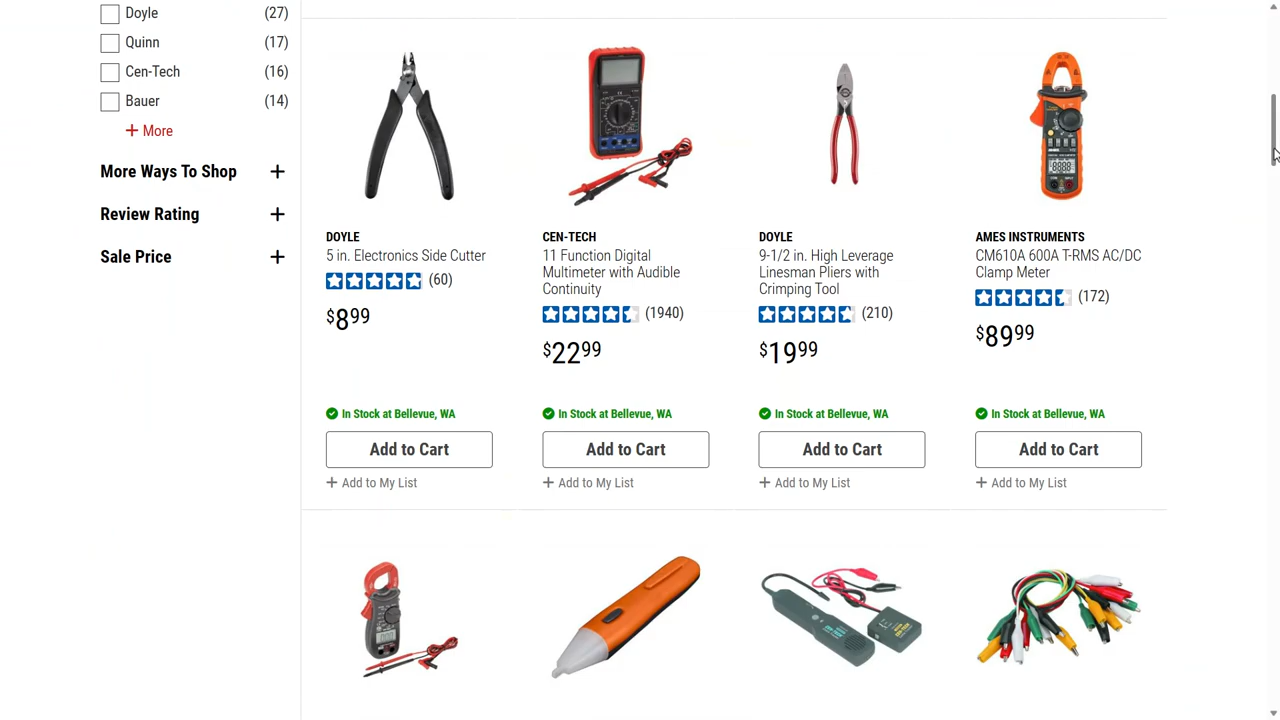 Doyle (27)
Quinn (17)
Cen-Tech (16)
Bauer (14)
+ More
More Ways To Shop +
Review Rating +
Sale Price +
DOYLE
5 in. Electronics Side Cutter
(60)
$8.99
In Stock at Bellevue, WA
Add to Cart
+ Add to My List
CEN-TECH
11 Function Digital
Multimeter with Audible
Continuity
(1940)
$22.99
In Stock at Bellevue, WA
Add to Cart
+ Add to My List
DOYLE
9-1/2 in. High Leverage
Linesman Pliers with
Crimping Tool
(210)
$19.99
In Stock at Bellevue, WA
Add to Cart
+ Add to My List
AMES INSTRUMENTS
CM610A 600A T-RMS AC/DC
Clamp Meter
(172)
$89.99
In Stock at Bellevue, WA
Add to Cart
+ Add to My List